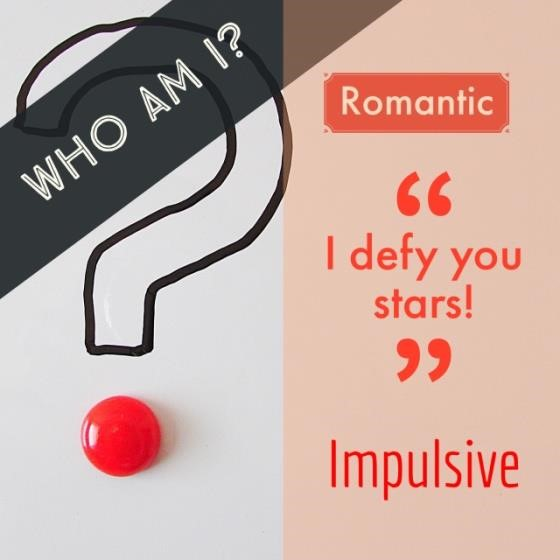 WHO AM I?
Romantic
“
I defy you
stars!
”
Impulsive